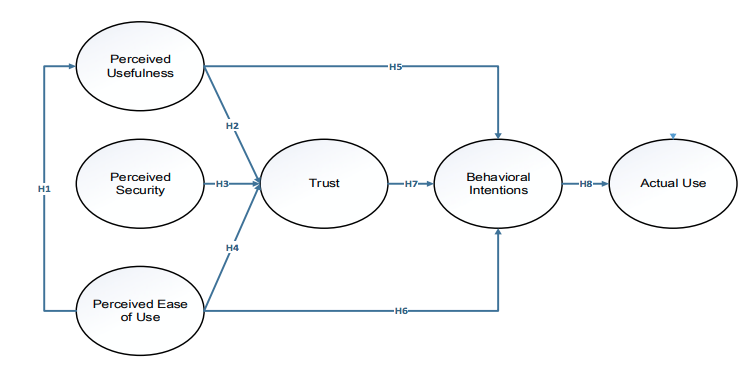 Perceived
Usefulness
H5
H2
Perceived
Security
H1
H3
Trust
H7
Behavioral
Intentions
H8
Actual Use
H4
Perceived Ease
of Use
H6